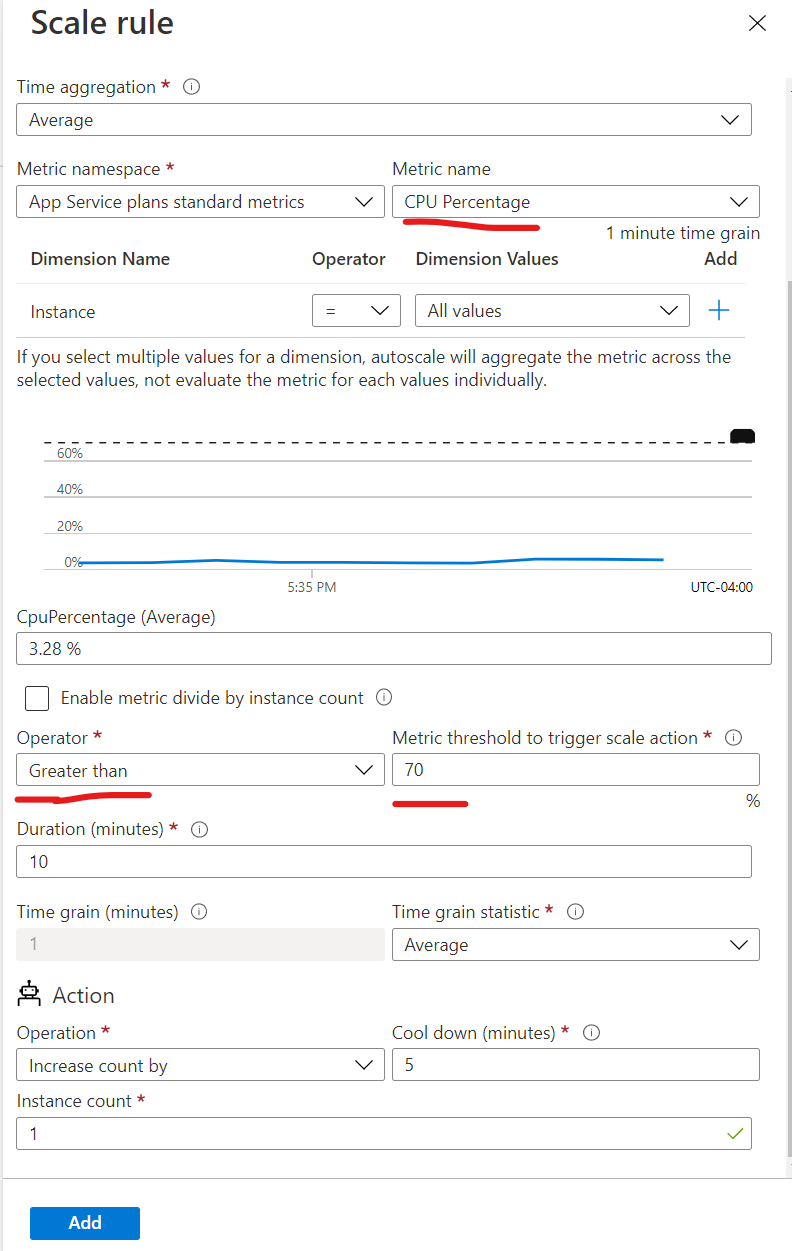 Scale rule
Time aggregation *
Average
Metric namespace *
Metric name
App Service plans standard metrics
CPU Percentage
1 minute time grain
Dimension Name Operator Dimension Values Add
Instance = All values +
If you select multiple values for a dimension, autoscale will aggregate the metric across the
selected values, not evaluate the metric for each values individually.
60%
40%
20%
0%
5:35 PM UTC-04:00
CpuPercentage (Average)
3.28 %
Enable metric divide by instance count
Operator *
Metric threshold to trigger scale action *
Greater than
70
%
Duration (minutes) *
10
Time grain (minutes)
Time grain statistic *
1
Average
Action
Operation *
Cool down (minutes) *
Increase count by
5
Instance count *
1
Add